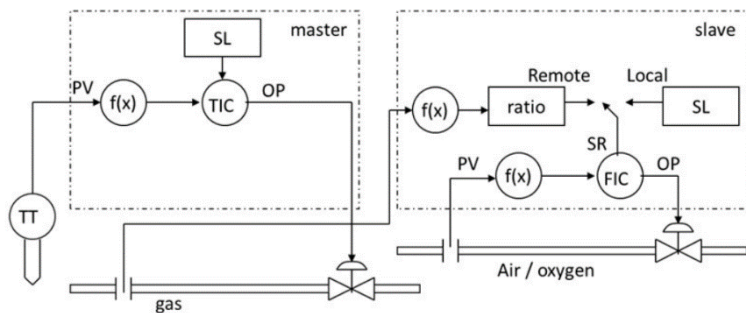 SL
master
slave
PV
OP
Remote
Local
f(x)
TIC
f(x)
ratio
SL
SR
PV
OP
f(x)
FIC
TT
Air / oxygen
gas